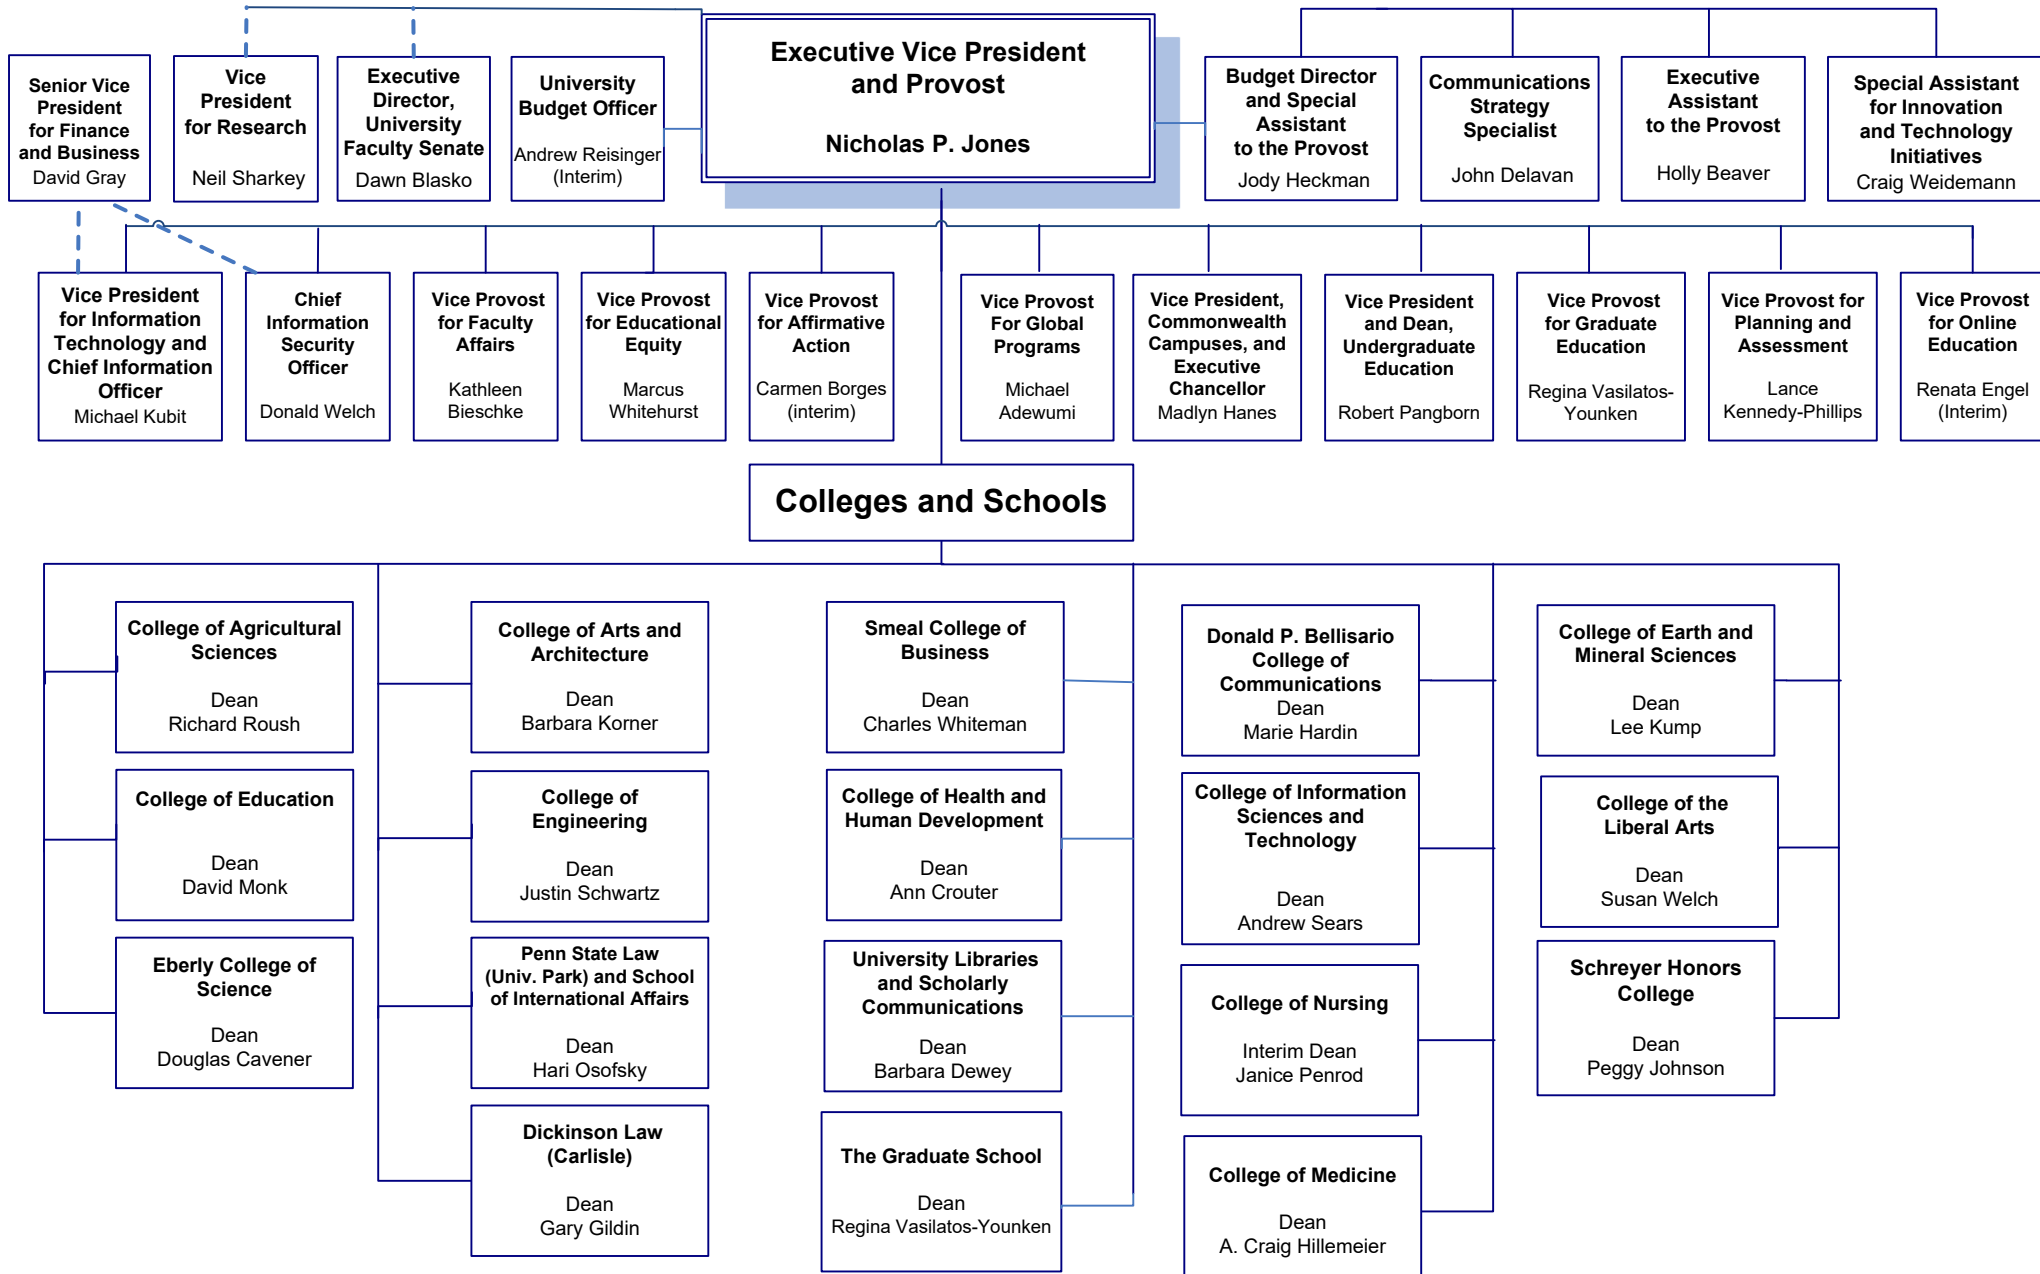 Executive Vice President
and Provost
Nicholas P. Jones
Senior Vice
President
for Finance
and Business
David Gray
Vice
President
for Research
Neil Sharkey
Executive
Director,
University
Faculty Senate
Dawn Blasko
University
Budget Officer
Andrew Reisinger
(Interim)
Budget Director
and Special
Assistant
to the Provost
Jody Heckman
Communications
Strategy
Specialist
John Delavan
Executive
Assistant
to the Provost
Holly Beaver
Special Assistant
for Innovation
and Technology
Initiatives
Craig Weidemann
Vice President
for Information
Technology and
Chief Information
Officer
Michael Kubit
Chief
Information
Security
Officer
Donald Welch
Vice Provost
for Faculty
Affairs
Kathleen
Bieschke
Vice Provost
for Educational
Equity
Marcus
Whitehurst
Vice Provost
for Affirmative
Action
Carmen Borges
(interim)
Vice Provost
For Global
Programs
Michael
Adewumi
Vice President,
Commonwealth
Campuses, and
Executive
Chancellor
Madlyn Hanes
Vice President
and Dean,
Undergraduate
Education
Robert Pangborn
Vice Provost
for Graduate
Education
Regina Vasilatos-
Younken
Vice Provost for
Planning and
Assessment
Lance
Kennedy-Phillips
Vice Provost
for Online
Education
Renata Engel
(Interim)
Colleges and Schools
College of Agricultural
Sciences
Dean
Richard Roush
College of Arts and
Architecture
Dean
Barbara Korner
Smeal College of
Business
Dean
Charles Whiteman
Donald P. Bellisario
College of
Communications
Dean
Marie Hardin
College of Earth and
Mineral Sciences
Dean
Lee Kump
College of Education
Dean
David Monk
College of
Engineering
Dean
Justin Schwartz
College of Health and
Human Development
Dean
Ann Crouter
College of Information
Sciences and
Technology
Dean
Andrew Sears
College of the
Liberal Arts
Dean
Susan Welch
Eberly College of
Science
Dean
Douglas Cavener
Penn State Law
(Univ. Park) and School
of International Affairs
Dean
Hari Osofsky
University Libraries
and Scholarly
Communications
Dean
Barbara Dewey
College of Nursing
Interim Dean
Janice Penrod
Schreyer Honors
College
Dean
Peggy Johnson
Dickinson Law
(Carlisle)
Dean
Gary Gildin
The Graduate School
Dean
Regina Vasilatos-Younken
College of Medicine
Dean
A. Craig Hillemeier